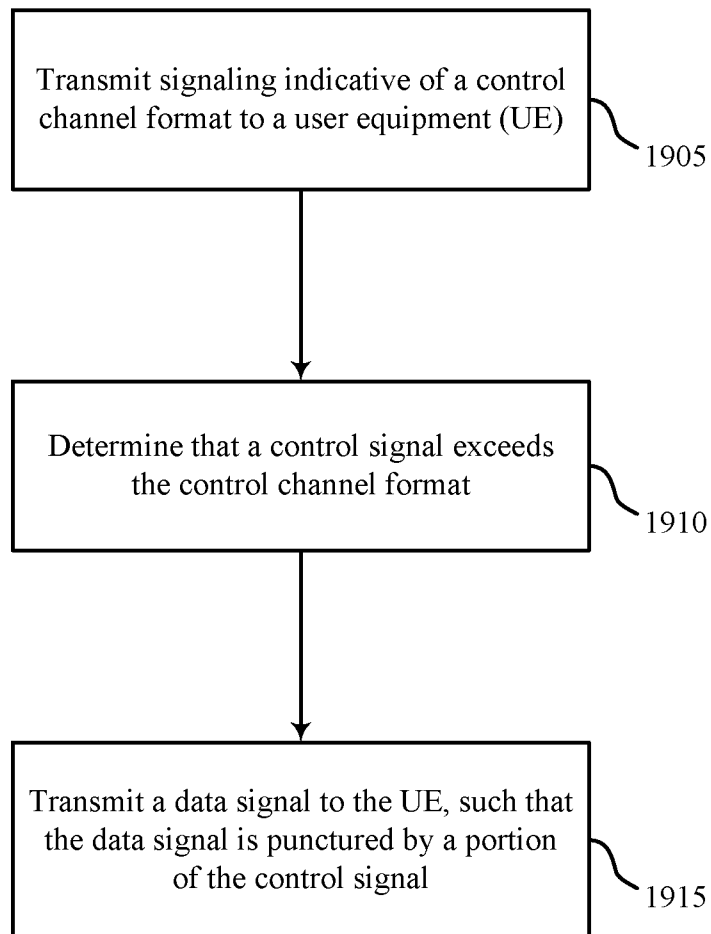 Transmit signaling indicative of a control
channel format to a user equipment (UE)
1905
Determine that a control signal exceeds
the control channel format
1910
Transmit a data signal to the UE, such that
the data signal is punctured by a portion
of the control signal
1915